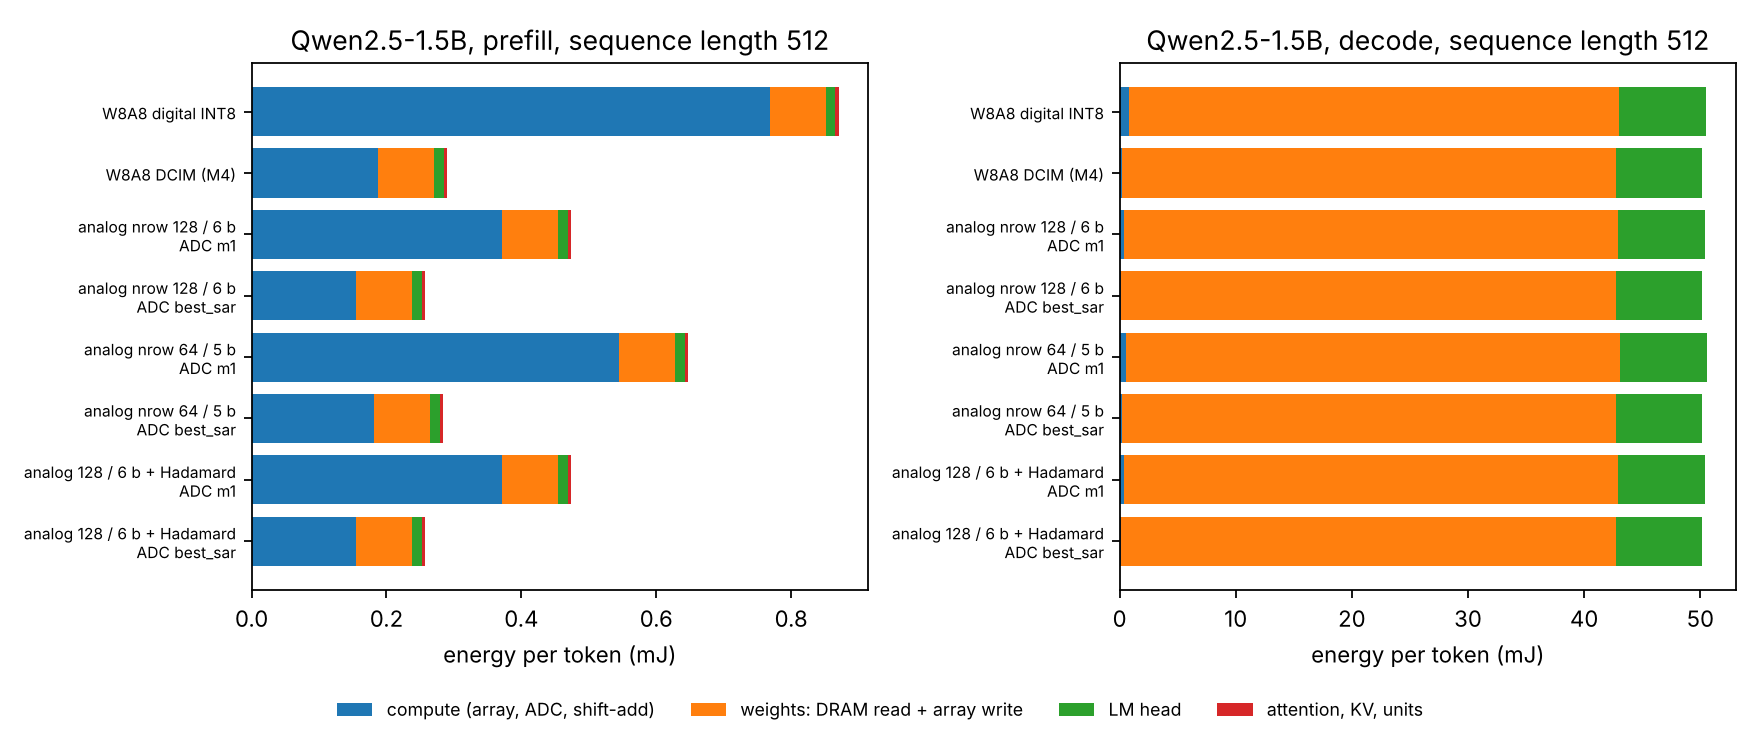 Qwen2.5-1.5B, prefill, sequence length 512
W8A8 digital INT8
W8A8 DCIM (M4)
analog nrow 128 / 6 b
ADC m1
analog nrow 128 / 6 b
ADC best_sar
analog nrow 64 / 5 b
ADC m1
analog nrow 64 / 5 b
ADC best_sar
analog 128 / 6 b + Hadamard
ADC m1
analog 128 / 6 b + Hadamard
ADC best_sar
0.0 0.2 0.4 0.6 0.8
energy per token (mJ)
Qwen2.5-1.5B, decode, sequence length 512
W8A8 digital INT8
W8A8 DCIM (M4)
analog nrow 128 / 6 b
ADC m1
analog nrow 128 / 6 b
ADC best_sar
analog nrow 64 / 5 b
ADC m1
analog nrow 64 / 5 b
ADC best_sar
analog 128 / 6 b + Hadamard
ADC m1
analog 128 / 6 b + Hadamard
ADC best_sar
0 10 20 30 40 50
energy per token (mJ)
compute (array, ADC, shift-add) weights: DRAM read + array write LM head attention, KV, units